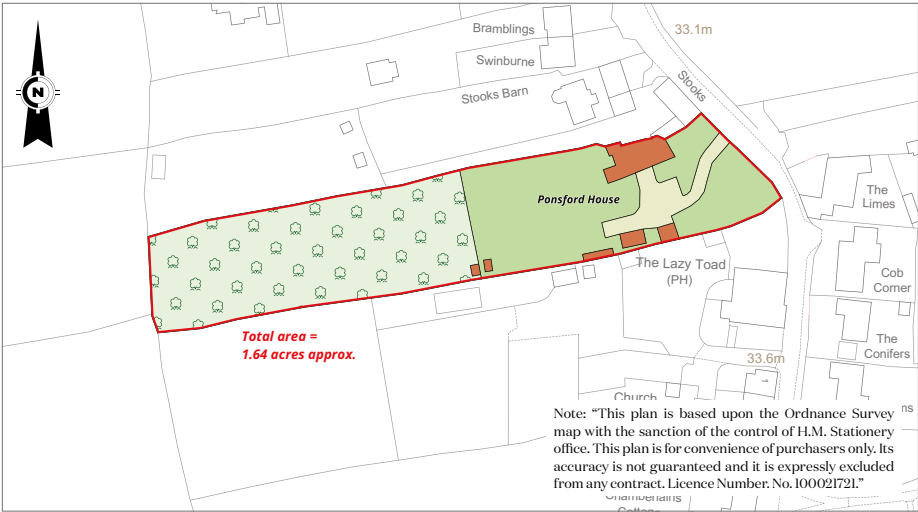 Bramblings
33.1m
Swinburne
Stooks
Stooks Barn
N
Ponsford House
The
Limes
The Lazy Toad
(PH)
Cob
Corner
Total area =
1.64 acres approx.
The
Conifers
33.6m
Church
Note: “This plan is based upon the Ordnance Survey
map with the sanction of the control of H.M. Stationery
office. This plan is for convenience of purchasers only. Its
accuracy is not guaranteed and it is expressly excluded
from any contract. Licence Number. No. 100021721.”
Chamberlains
Cottage